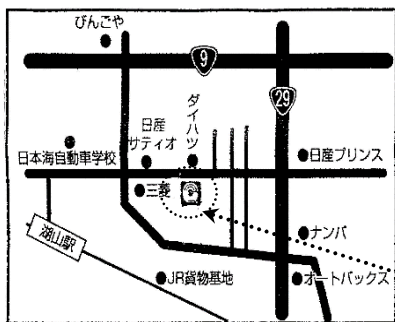 びんごや
9
29
ダイハツ
日産
サティオ
日本海自動車学校
日産プリンス
三菱
湖山駅
ナンバ
JR貨物基地
オートバックス